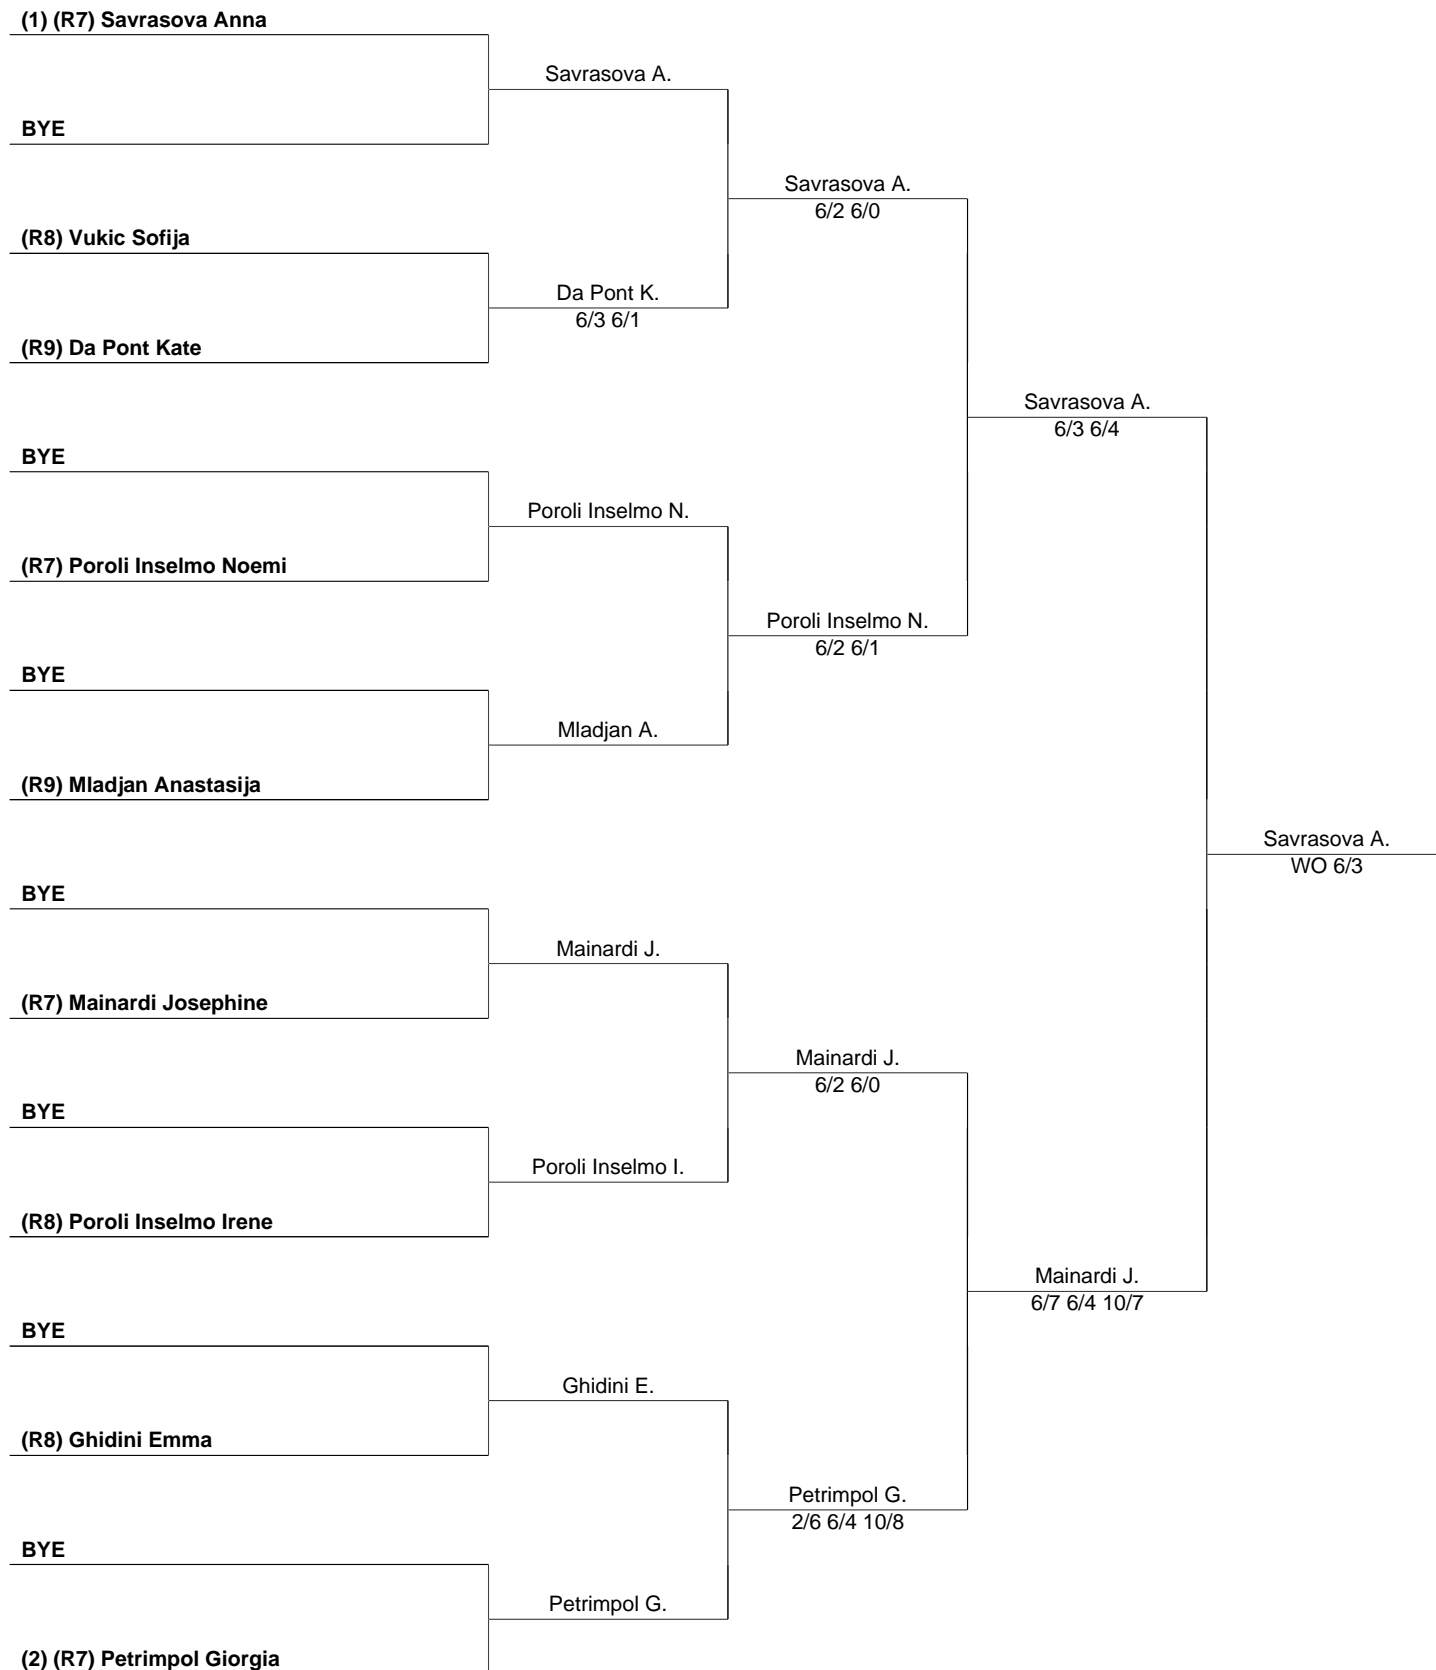 (1) (R7) Savrasova Anna
Savrasova A.
BYE
Savrasova A.
6/2 6/0
(R8) Vukic Sofija
Da Pont K.
6/3 6/1
(R9) Da Pont Kate
Savrasova A.
6/3 6/4
BYE
Poroli Inselmo N.
(R7) Poroli Inselmo Noemi
Poroli Inselmo N.
6/2 6/1
BYE
Mladjan A.
(R9) Mladjan Anastasija
Savrasova A.
WO 6/3
BYE
Mainardi J.
(R7) Mainardi Josephine
Mainardi J.
6/2 6/0
BYE
Poroli Inselmo I.
(R8) Poroli Inselmo Irene
Mainardi J.
6/7 6/4 10/7
BYE
Ghidini E.
(R8) Ghidini Emma
Petrimpol G.
2/6 6/4 10/8
BYE
Petrimpol G.
(2) (R7) Petrimpol Giorgia